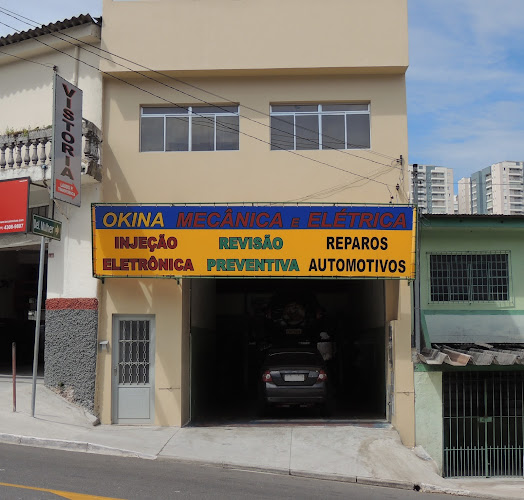 VISTORIA
OKINA MECÂNICA E ELÉTRICA
INJEÇÃO
ELETRÔNICA
REVISÃO
PREVENTIVA
REPAROS
AUTOMOTIVOS